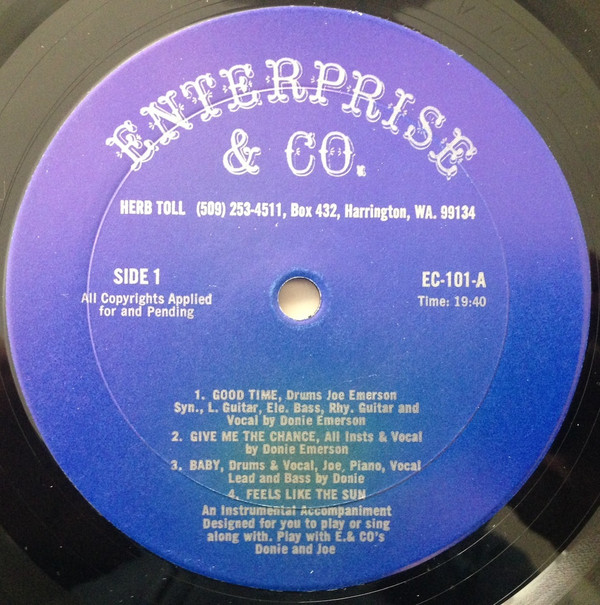 ENTERPRISE
& CO.
HERB TOLL (509) 253-4511, Box 432, Harrington, WA. 99134
SIDE 1
All Copyrights Applied
for and Pending
EC-101-A
Time: 19:40
1. GOOD TIME, Drums Joe Emerson
Syn., L. Guitar, Ele. Bass, Rhy. Guitar and
Vocal by Donie Emerson
2. GIVE ME THE CHANCE, All Insts & Vocal
by Donie Emerson
3. BABY, Drums & Vocal, Joe, Piano, Vocal
Lead and Bass by Donie
4. FEELS LIKE THE SUN
An Instrumental Accompaniment
Designed for you to play or sing
along with. Play with E.& CO's
Donie and Joe